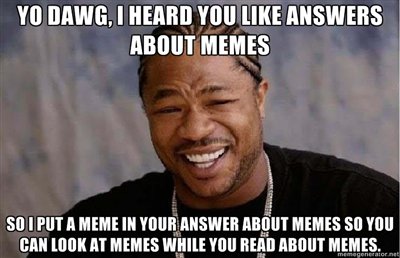 YO DAWG, I HEARD YOU LIKE ANSWERS
ABOUT MEMES
SO I PUT A MEME IN YOUR ANSWER ABOUT MEMES SO YOU
CAN LOOK AT MEMES WHILE YOU READ ABOUT MEMES.
memegenerator.net